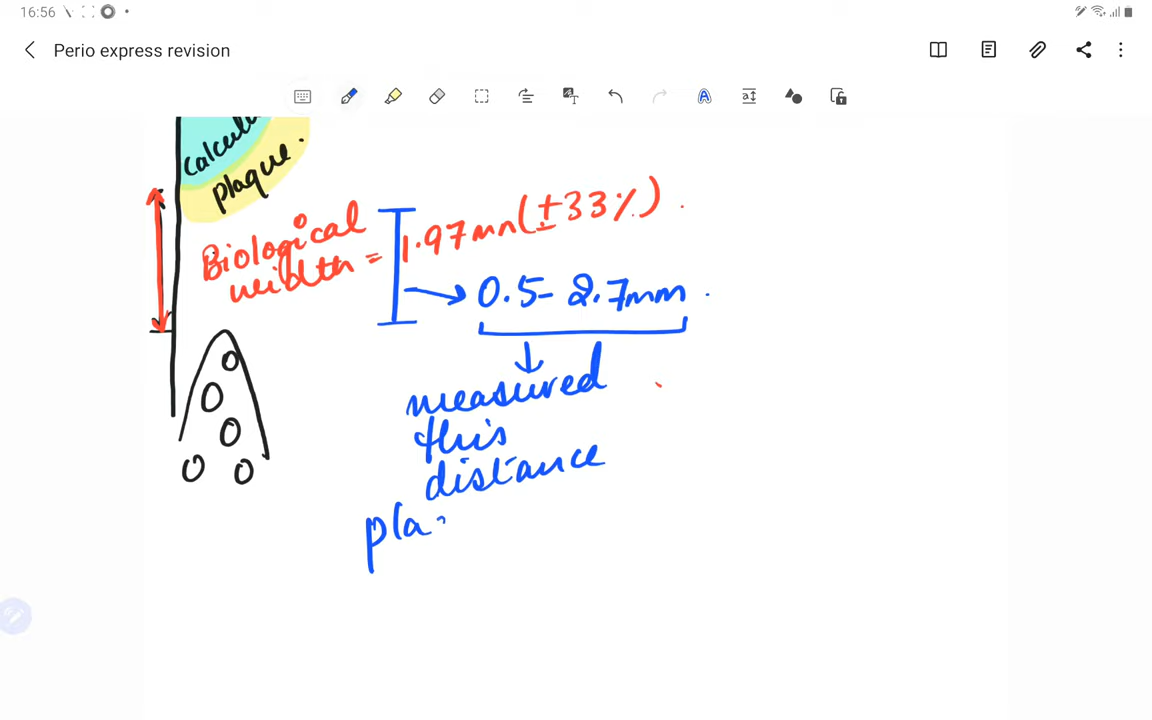 16:56
Perio express revision
calculu
plaque.
Biological
width = 1.97mm (±33%).
0.5-2.7mm.
measured
this
distance
pla